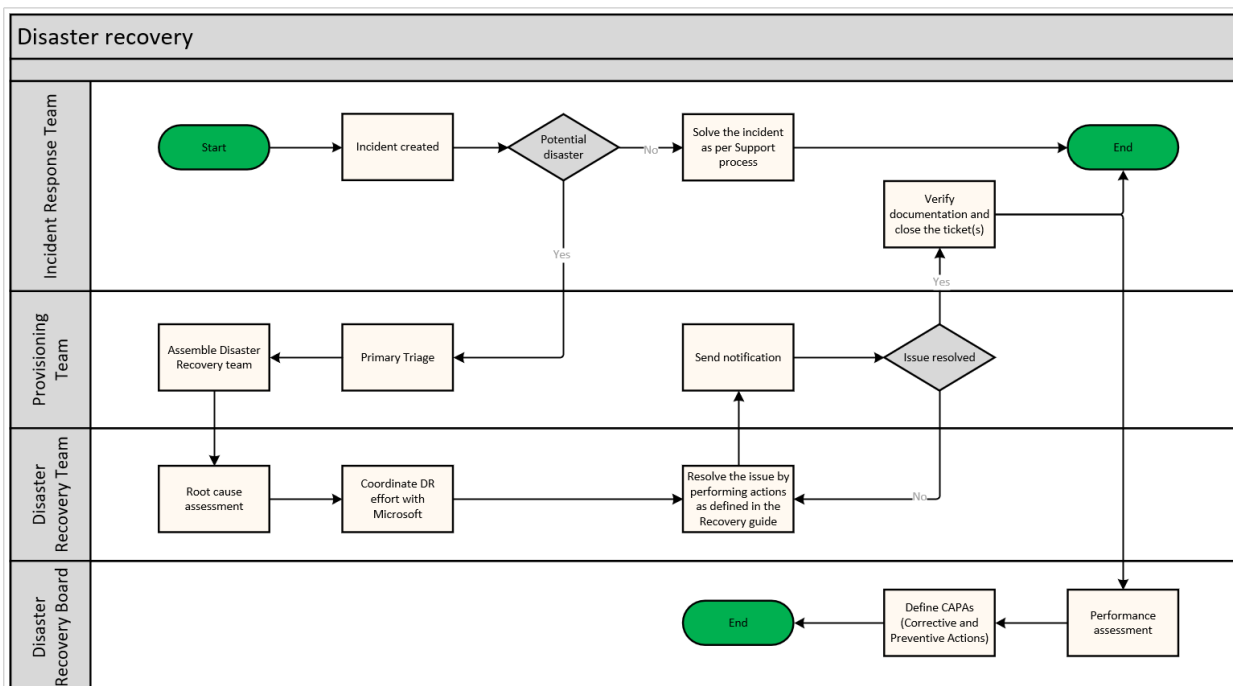 Disaster recovery
Incident Response Team
Start
Incident created
Potential
disaster
No
Solve the incident
as per Support
process
End
Verify
documentation and
close the ticket(s)
Yes
Yes
Provisioning
Team
Assemble Disaster
Recovery team
Primary Triage
Send notification
Issue resolved
Disaster
Recovery Team
Root cause
assessment
Coordinate DR
effort with
Microsoft
Resolve the issue by
performing actions
as defined in the
Recovery guide
No
Disaster
Recovery Board
End
Define CAPAs
(Corrective and
Preventive Actions)
Performance
assessment